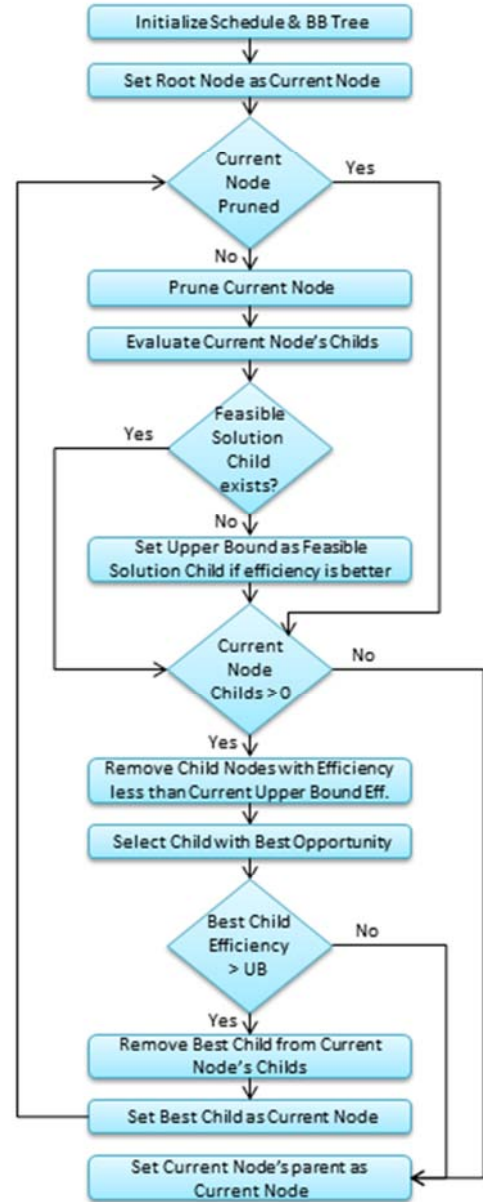 Initialize Schedule & BB Tree
Set Root Node as Current Node
Current
Node
Pruned
Yes
No
Prune Current Node
Evaluate Current Node's Childs
Feasible
Solution
Child
exists?
Yes
No
Set Upper Bound as Feasible
Solution Child if efficiency is better
Current
Node
Childs > 0
No
Yes
Remove Child Nodes with Efficiency
less than Current Upper Bound Eff.
Select Child with Best Opportunity
Best Child
Efficiency
> UB
No
Yes
Remove Best Child from Current
Node's Childs
Set Best Child as Current Node
Set Current Node's parent as
Current Node